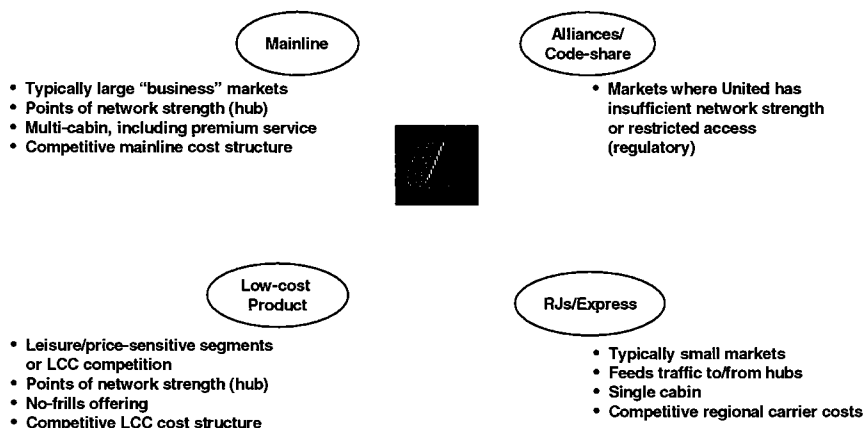 Mainline
• Typically large “business” markets
• Points of network strength (hub)
• Multi-cabin, including premium service
• Competitive mainline cost structure
Alliances/
Code-share
• Markets where United has
insufficient network strength
or restricted access
(regulatory)
Low-cost
Product
• Leisure/price-sensitive segments
or LCC competition
• Points of network strength (hub)
• No-frills offering
• Competitive LCC cost structure
RJs/Express
• Typically small markets
• Feeds traffic to/from hubs
• Single cabin
• Competitive regional carrier costs